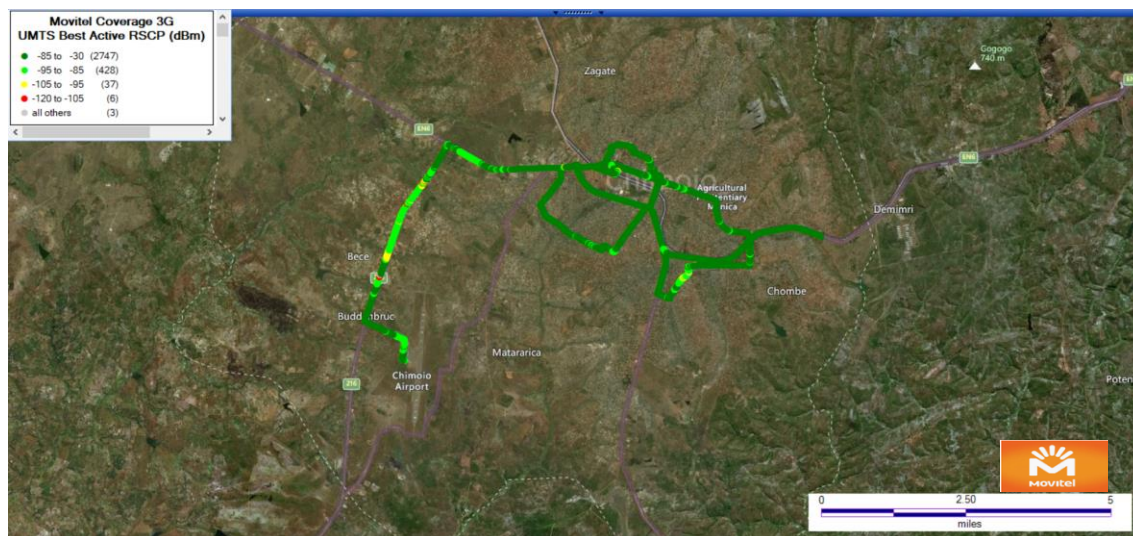 Movitel Coverage 3G
UMTS Best Active RSCP (dBm)
-85 to -30 (2747)
-95 to -85 (428)
-105 to -95 (37)
-120 to -105 (6)
all others (3)
Gogogo
740 m
Zagate
EN6
EN6
Chimoio
Agricultural
Penitentiary
Manica
Demimri
Bece
Chombe
Matararica
Chimoio
Airport
216
Poten
MOVITEL
0 2.50 5
miles